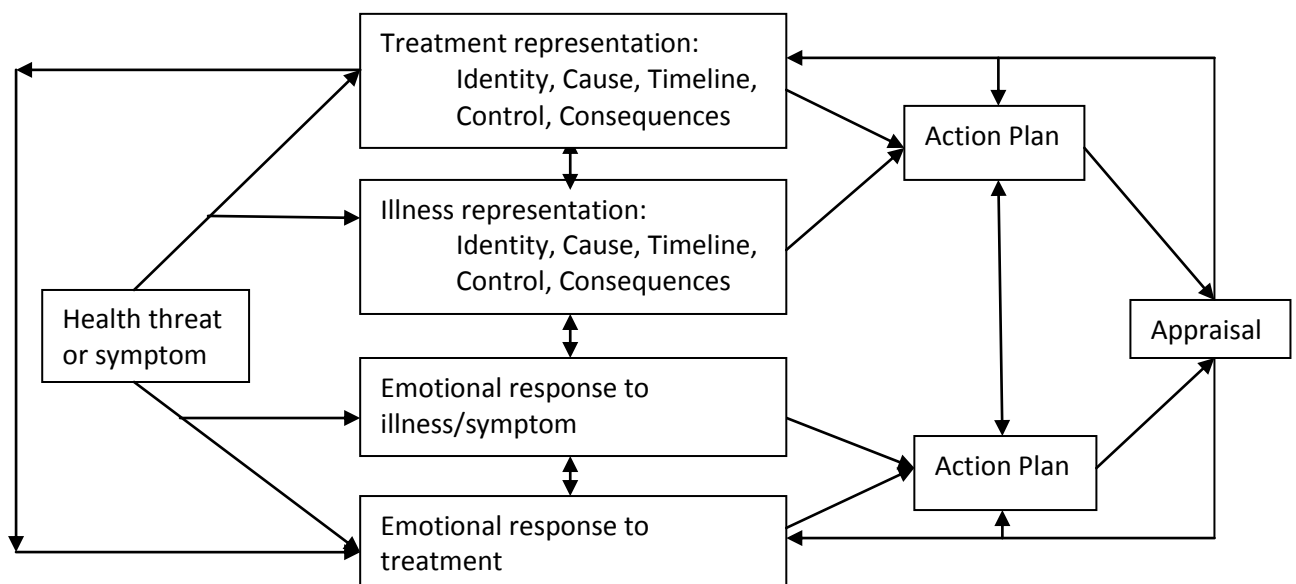 Treatment representation:
Identity, Cause, Timeline,
Control, Consequences
Action Plan
Illness representation:
Identity, Cause, Timeline,
Control, Consequences
Health threat
or symptom
Appraisal
Emotional response to
illness/symptom
Action Plan
Emotional response to
treatment